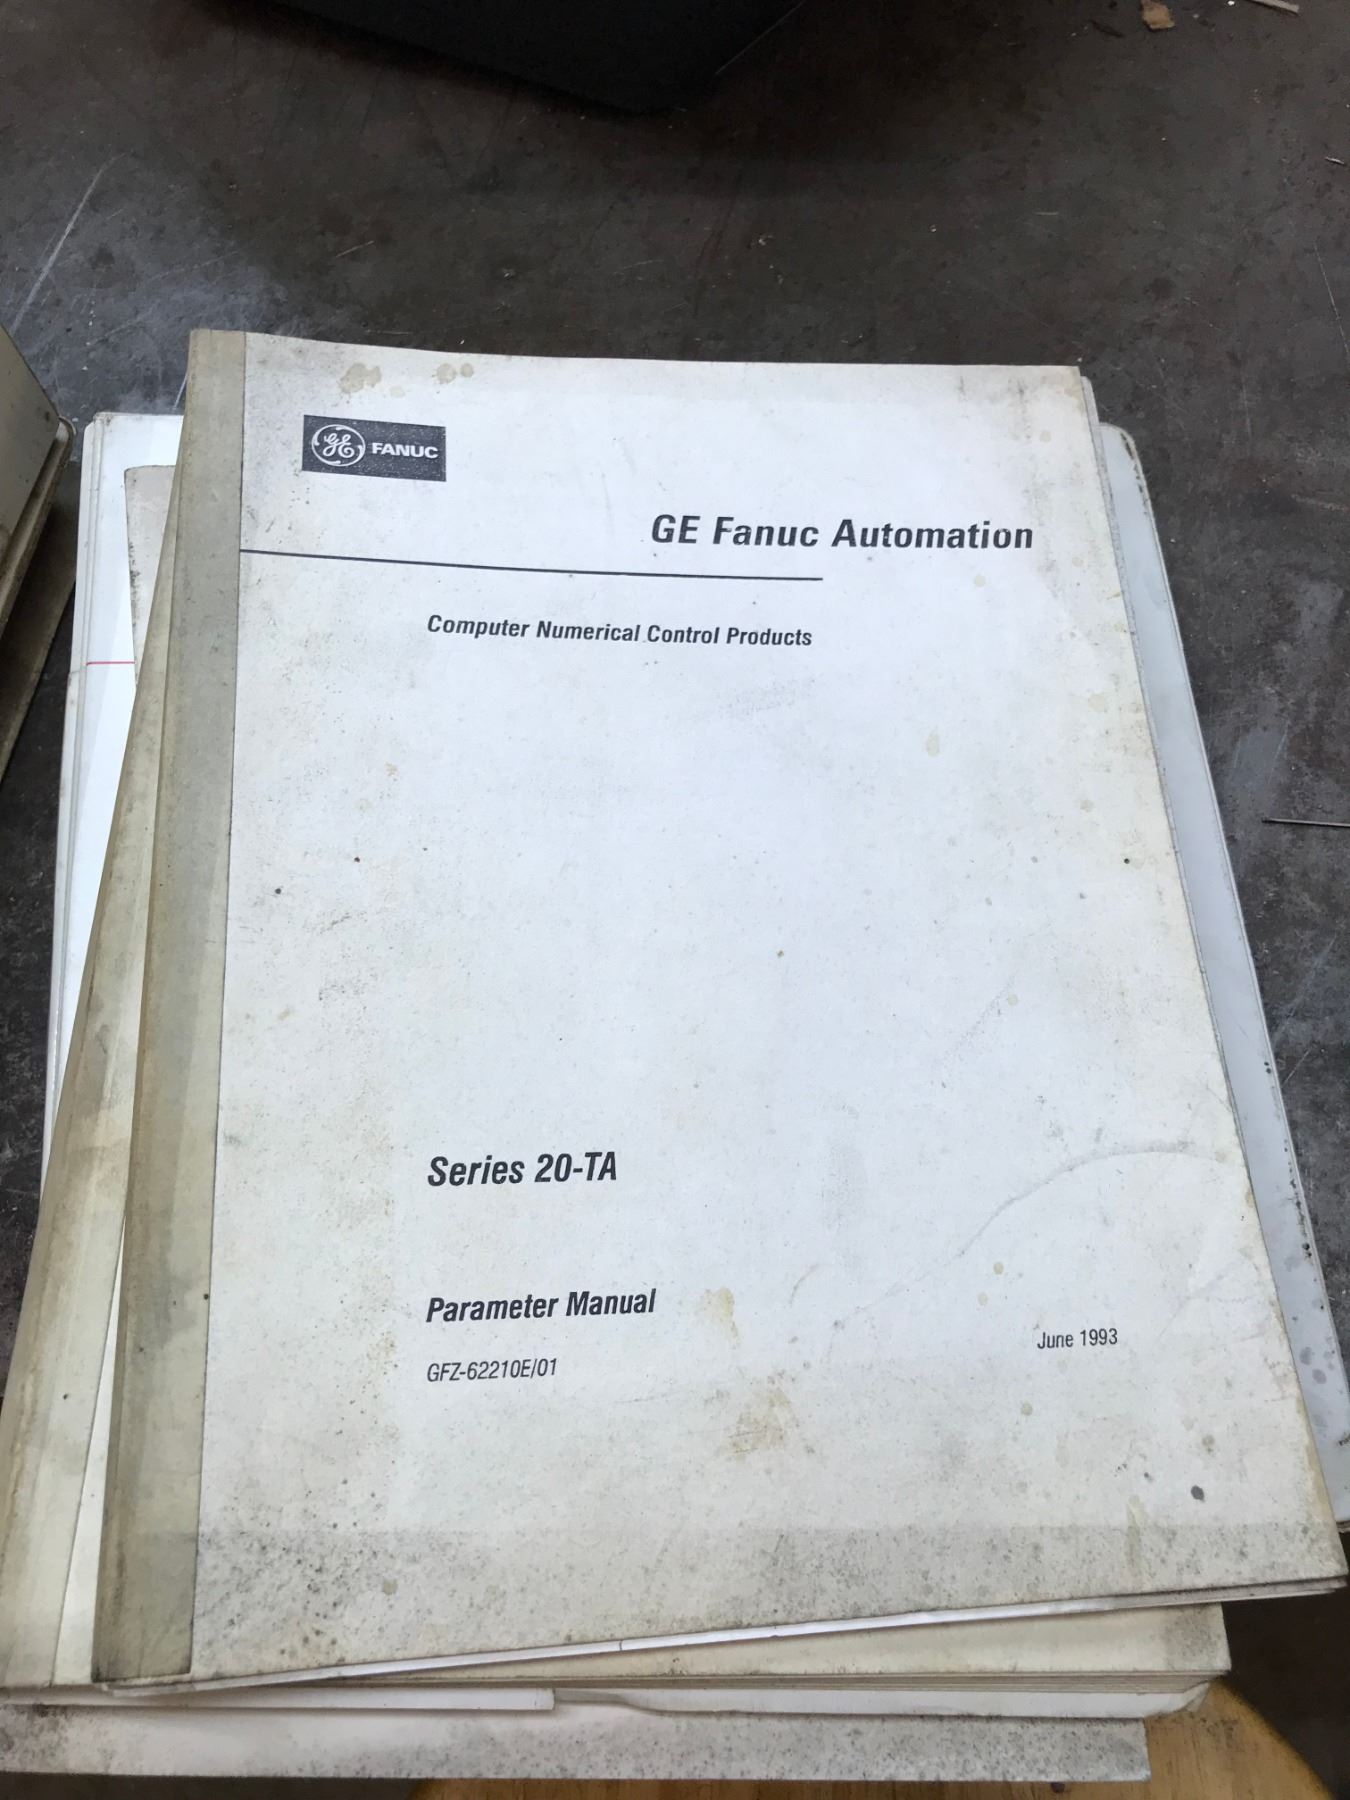 GE FANUC
GE Fanuc Automation
Computer Numerical Control Products
Series 20-TA
Parameter Manual
June 1993
GFZ-62210E/01